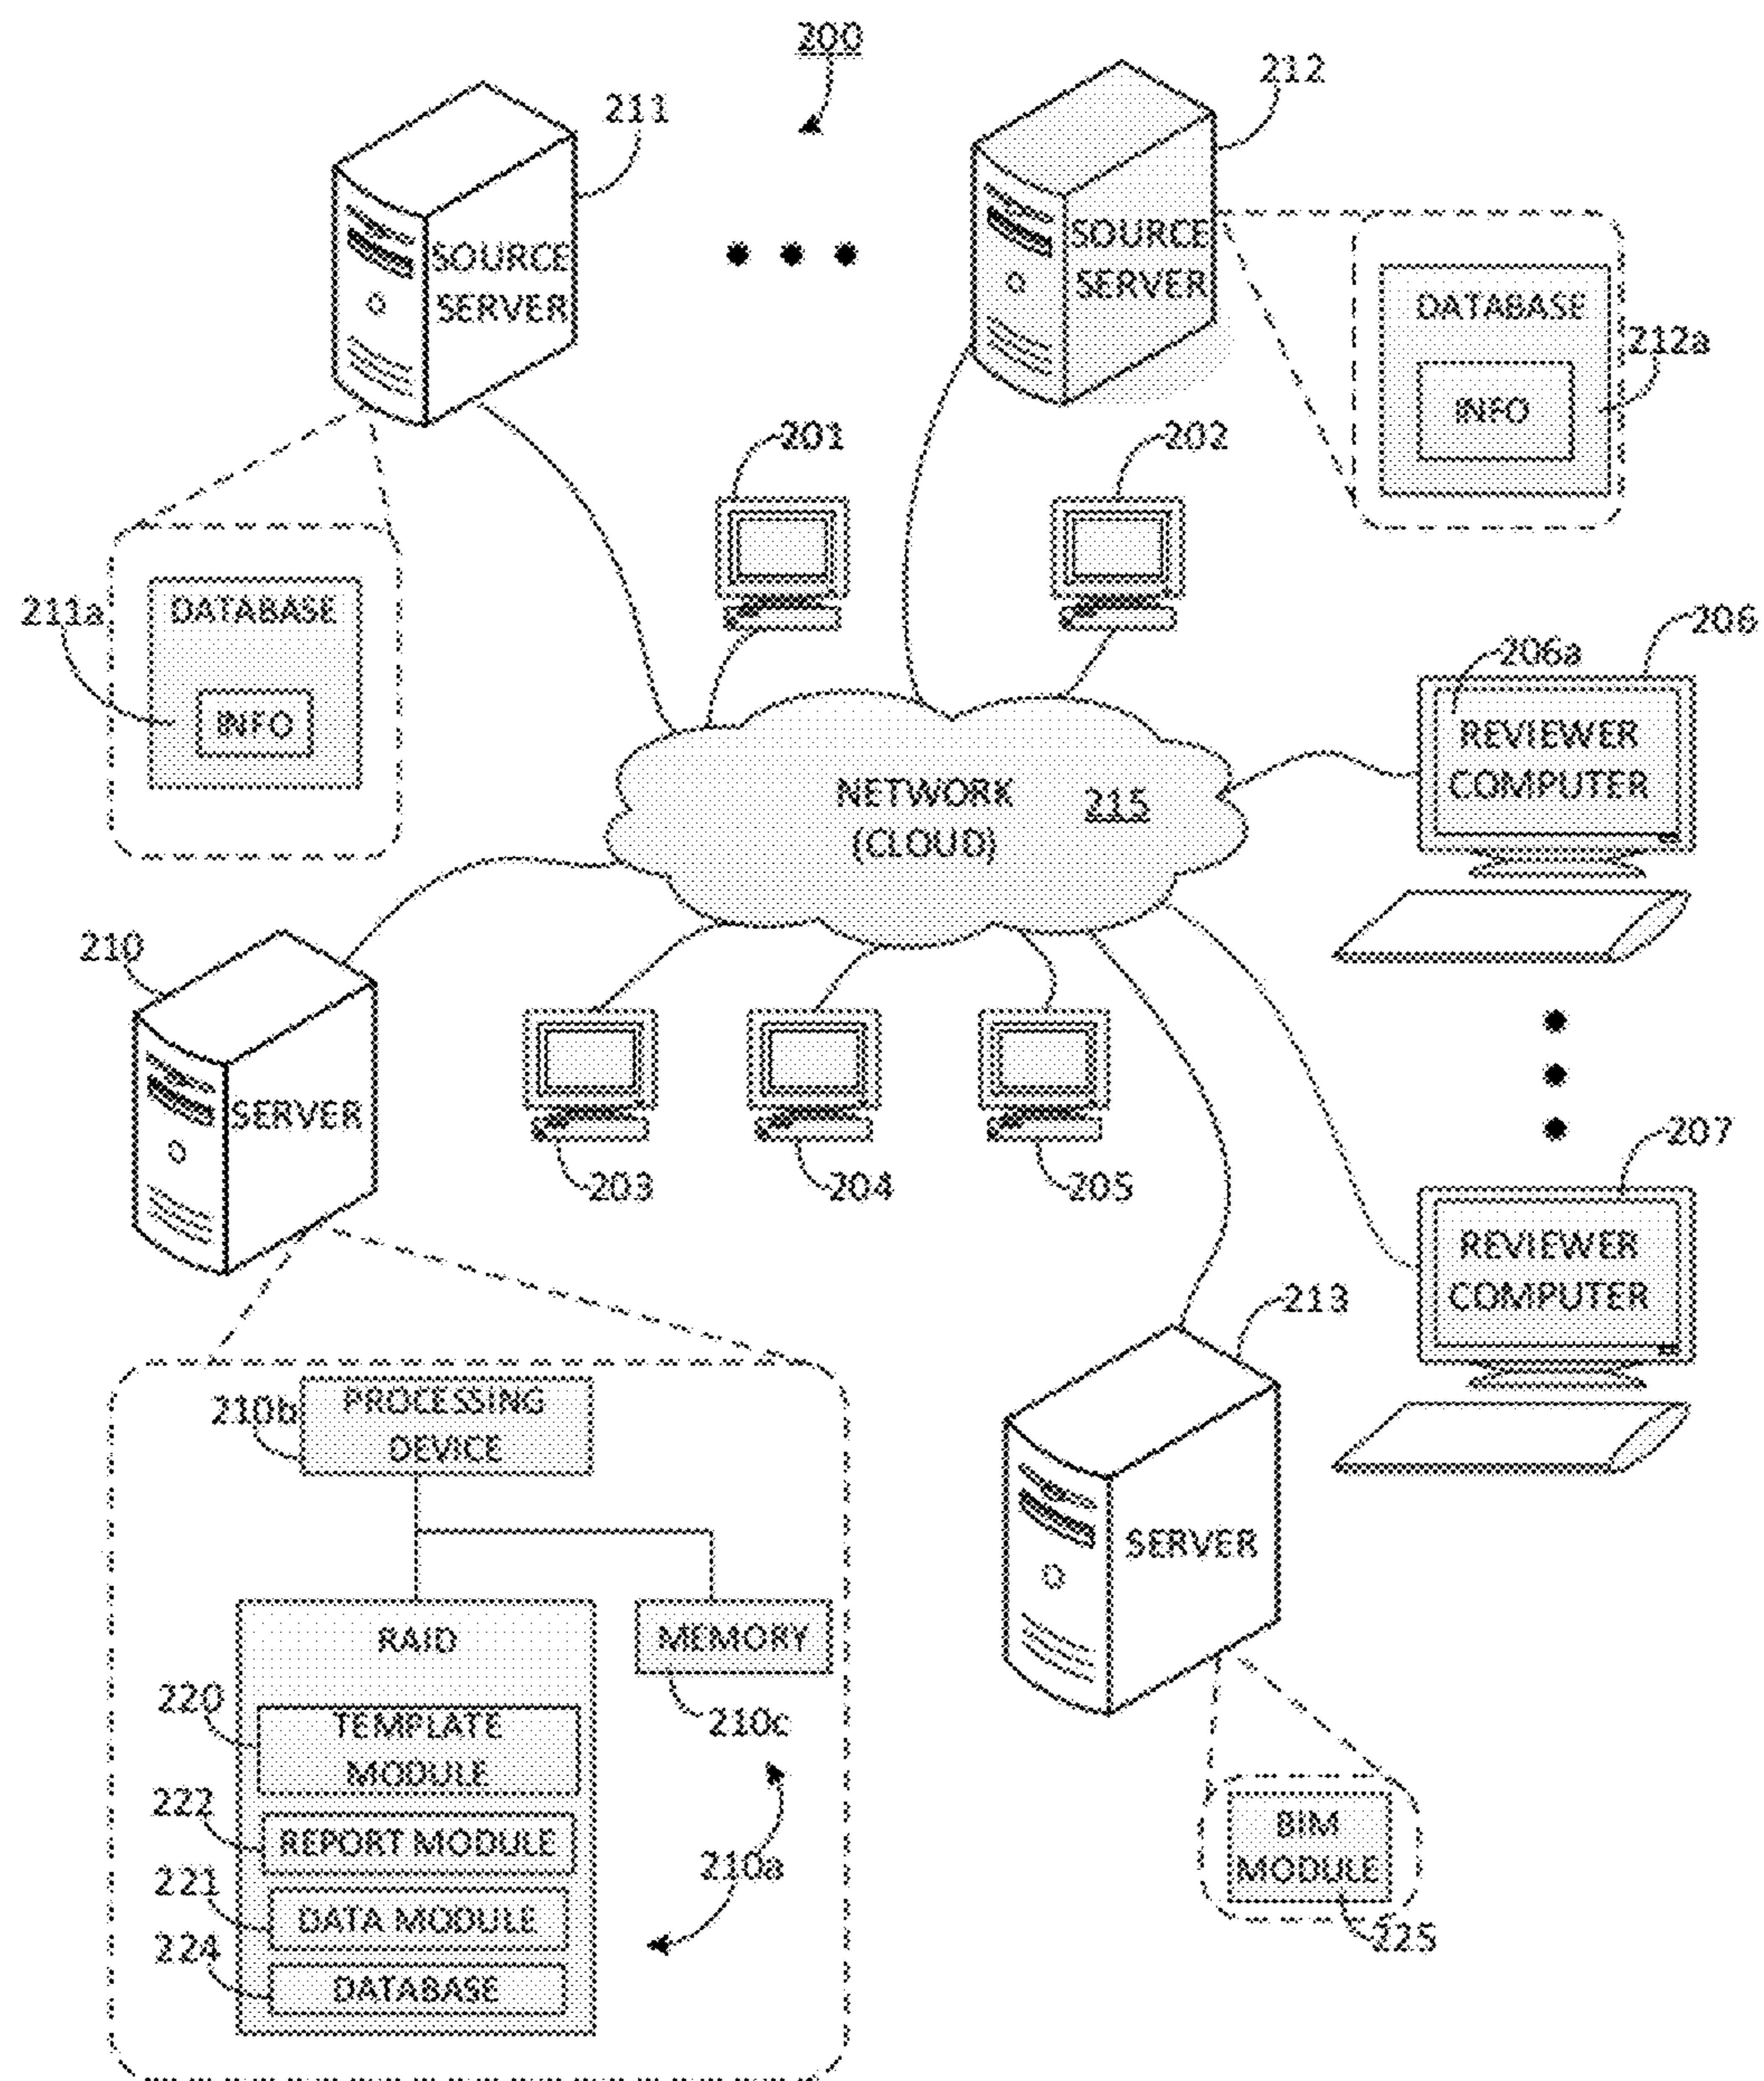 200
211
212
SOURCE
SERVER
SOURCE
SERVER
DATABASE
212a
INFO
201
202
211a
DATABASE
INFO
206
206a
REVIEWER
COMPUTER
NETWORK
(CLOUD)
215
210
SERVER
203
204
205
207
REVIEWER
COMPUTER
213
SERVER
210b
PROCESSING
DEVICE
RAID
MEMORY
210c
220
TEMPLATE
MODULE
222
REPORT MODULE
210a
221
DATA MODULE
224
DATABASE
BIM
MODULE
225